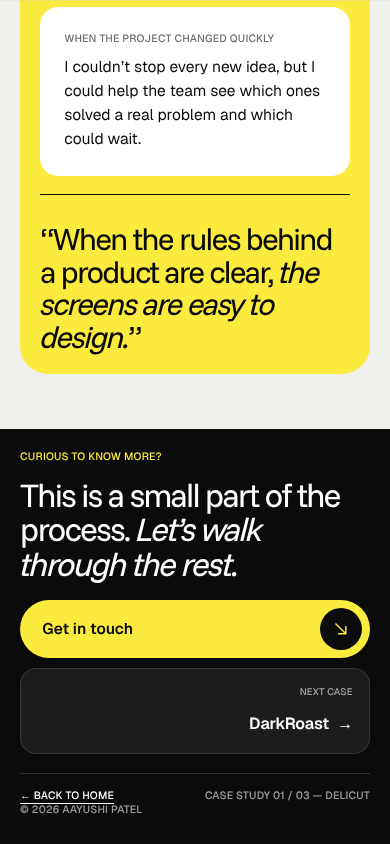 WHEN THE PROJECT CHANGED QUICKLY
I couldn’t stop every new idea, but I
could help the team see which ones
solved a real problem and which
could wait.
“When the rules behind
a product are clear, the
screens are easy to
design.”
CURIOUS TO KNOW MORE?
This is a small part of the
process. Let’s walk
through the rest.
Get in touch ↘
NEXT CASE
DarkRoast →
← BACK TO HOME
© 2026 AAYUSHI PATEL
CASE STUDY 01 / 03 — DELICUT